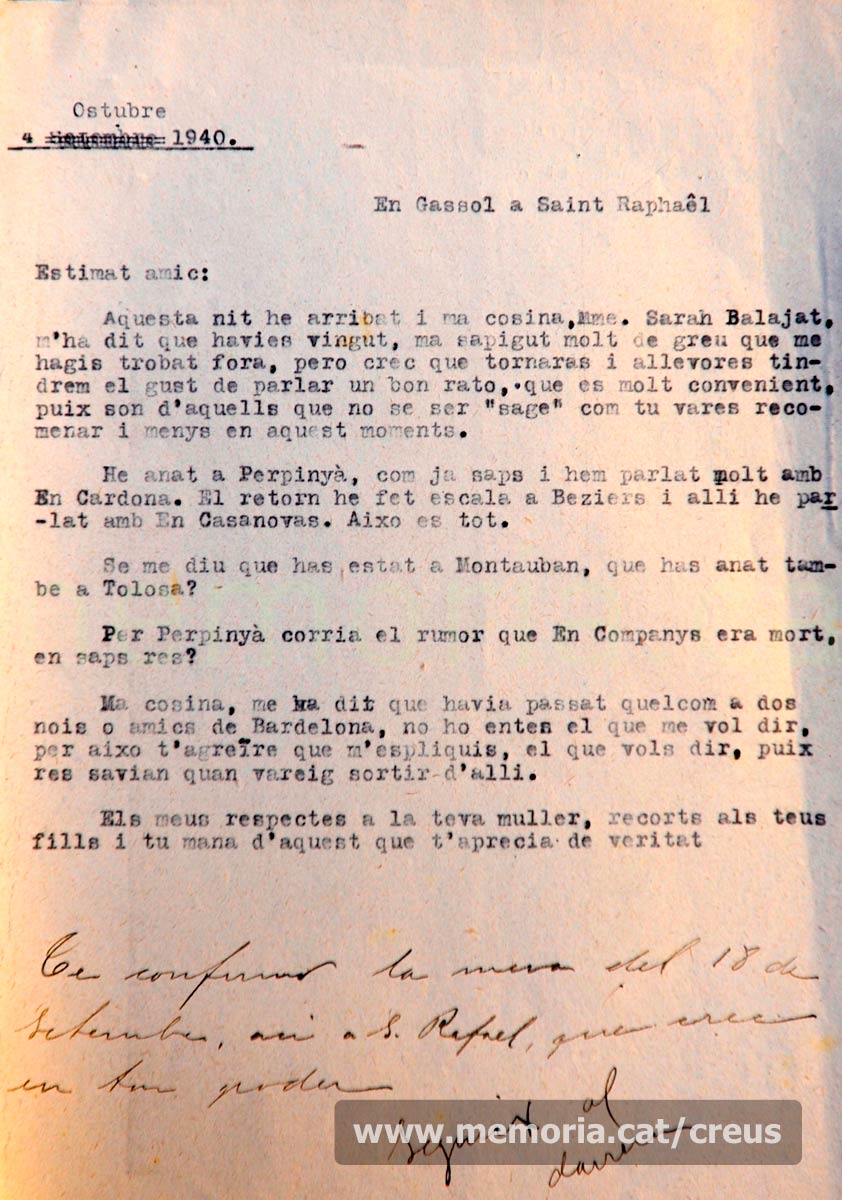 Ostubre
4 1940.
En Gassol a Saint Raphaêl
Estimat amic:
Aquesta nit he arribat i ma cosina,Mme. Sarah Balajat,
m'ha dit que havies vingut, ma sapigut molt de greu que me
hagis trobat fora, pero crec que tornaras i allevores tin-
drem el gust de parlar un bon rato, que es molt convenient,
puix son d'aquells que no se ser "sage" com tu vares reco-
menar i menys en aquest moments.
He anat a Perpinyà, com ja saps i hem parlat molt amb
En Cardona. El retorn he fet escala a Beziers i alli he par
-lat amb En Casanovas. Aixo es tot.
Se me diu que has estat a Montauban, que has anat tam-
be a Tolosa?
Per Perpinyà corria el rumor que En Companys era mort,
en saps res?
Ma cosina, me ha dit que havia passat quelcom a dos
nois o amics de Bardelona, no ho entes el que me vol dir,
per aixo t'agreïre que m'espliquis, el que vols dir, puix
res savian quan vareig sortir d'alli.
Els meus respectes a la teva muller, recorts als teus
fills i tu mana d'aquest que t'aprecia de veritat
Te confirmo la meva del 18 de
Setembre, aci a S. Rafael, que crec
en ton poder
Segueix al
www.memoria.cat/creus